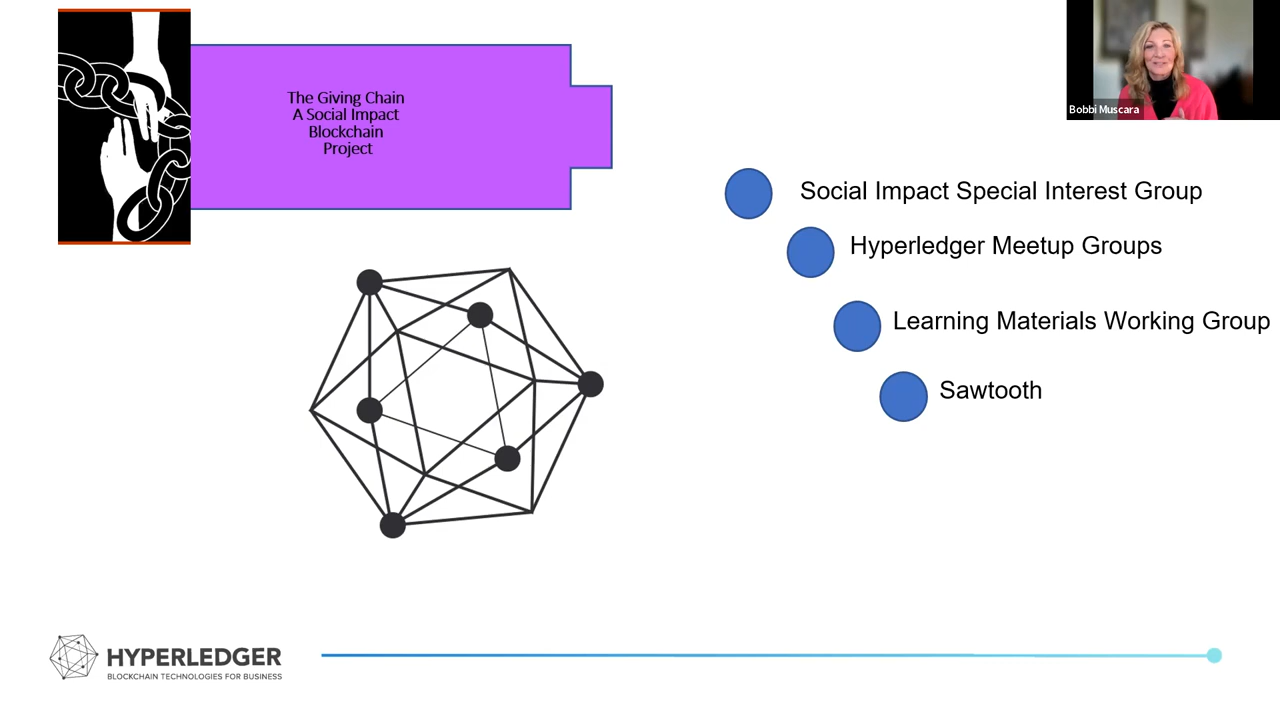 The Giving Chain
A Social Impact
Blockchain
Project
Bobbi Muscara
Social Impact Special Interest Group
Hyperledger Meetup Groups
Learning Materials Working Group
Sawtooth
HYPERLEDGER
BLOCKCHAIN TECHNOLOGIES FOR BUSINESS